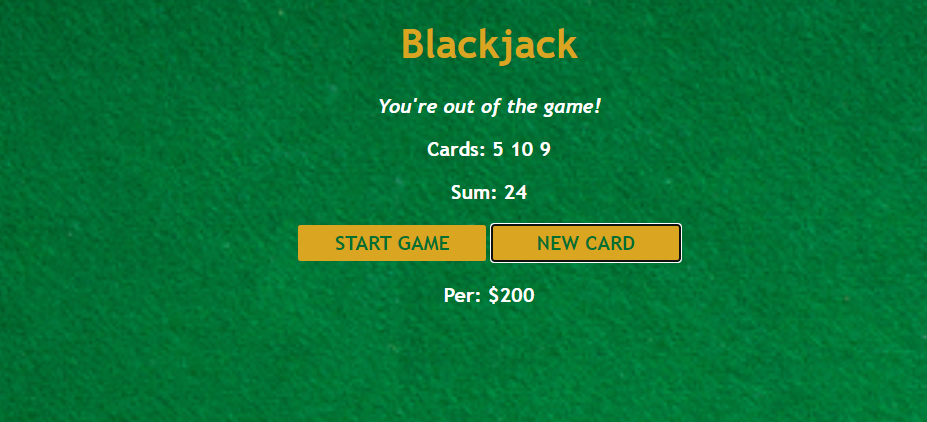 Blackjack
You're out of the game!
Cards: 5 10 9
Sum: 24
START GAME NEW CARD
Per: $200